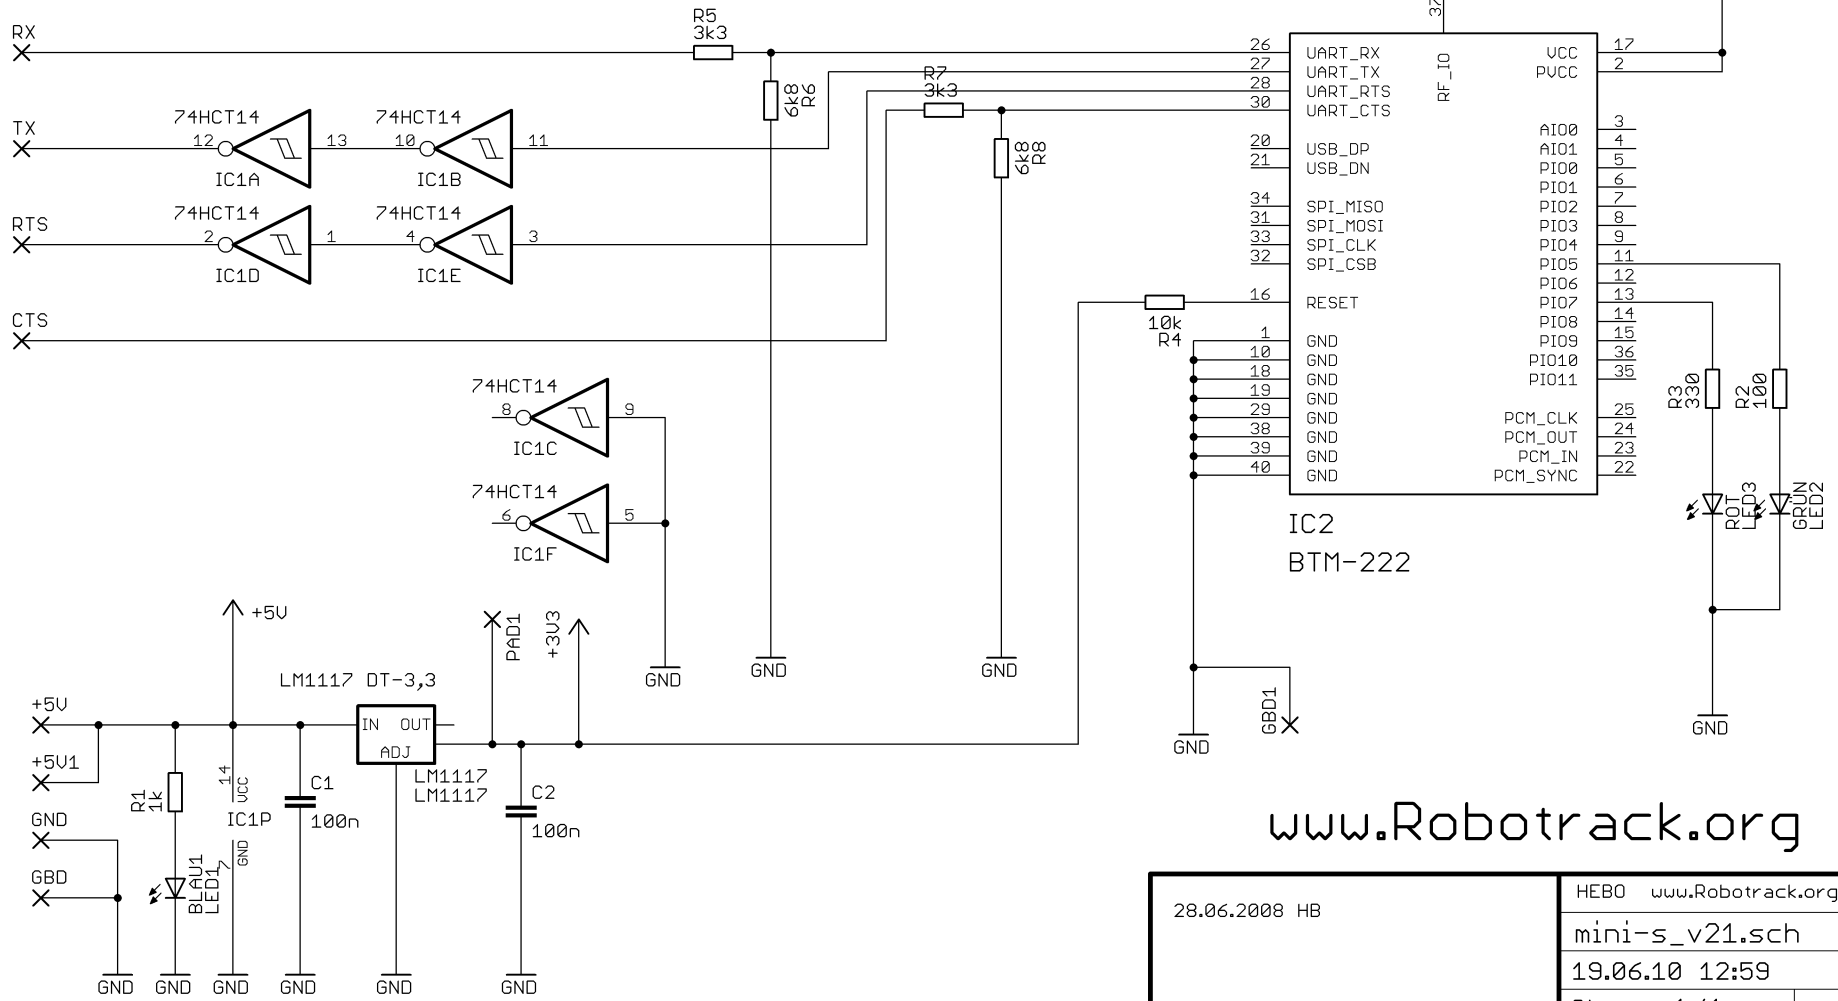 RX
R5
3k3
6k8
R6
TX
74HCT14
12
13
IC1A
74HCT14
10
11
IC1B
RTS
74HCT14
2
1
IC1D
74HCT14
4
3
IC1E
CTS
R7
3k3
6k8
R8
74HCT14
8
9
IC1C
74HCT14
6
5
IC1F
GND
GND
GND
37
RF_IO
26 UART_RX
27 UART_TX
28 UART_RTS
30 UART_CTS
20 USB_DP
21 USB_DN
34 SPI_MISO
31 SPI_MOSI
33 SPI_CLK
32 SPI_CSB
16 RESET
10k
R4
1 GND
10 GND
18 GND
19 GND
29 GND
38 GND
39 GND
40 GND
VCC 17
PVCC 2
AIO0 3
AIO1 4
PIO0 5
PIO1 6
PIO2 7
PIO3 8
PIO4 9
PIO5 11
PIO6 12
PIO7 13
PIO8 14
PIO9 15
PIO10 36
PIO11 35
PCM_CLK 25
PCM_OUT 24
PCM_IN 23
PCM_SYNC 22
IC2
BTM-222
R3
330
R2
100
ROT
LED3
GRÜN
LED2
GND
GBD1
GND
+5V
PAD1
+3V3
LM1117 DT-3,3
IN OUT
ADJ
LM1117
LM1117
+5V
+5V1
GND
GBD
R1
1k
BLAU1
LED1
14
VCC
IC1P
GND
7
C1
100n
C2
100n
GND GND GND GND GND GND
www.Robotrack.org
28.06.2008 HB
HEBO www.Robotrack.org
mini-s_v21.sch
19.06.10 12:59